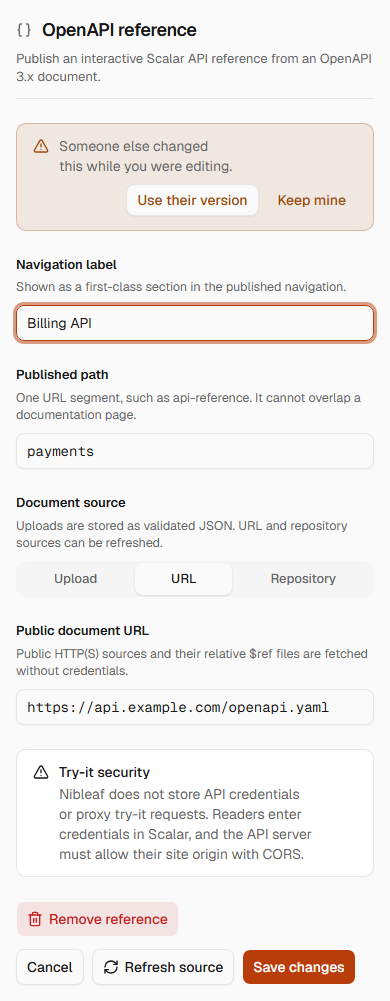 OpenAPI reference
Publish an interactive Scalar API reference from an OpenAPI
3.x document.
Someone else changed
this while you were editing.
Use their version
Keep mine
Navigation label
Shown as a first-class section in the published navigation.
Billing API
Published path
One URL segment, such as api-reference. It cannot overlap a
documentation page.
payments
Document source
Uploads are stored as validated JSON. URL and repository
sources can be refreshed.
Upload
URL
Repository
Public document URL
Public HTTP(S) sources and their relative $ref files are fetched
without credentials.
https://api.example.com/openapi.yaml
Try-it security
Nibleaf does not store API credentials
or proxy try-it requests. Readers enter
credentials in Scalar, and the API server
must allow their site origin with CORS.
Remove reference
Cancel
Refresh source
Save changes